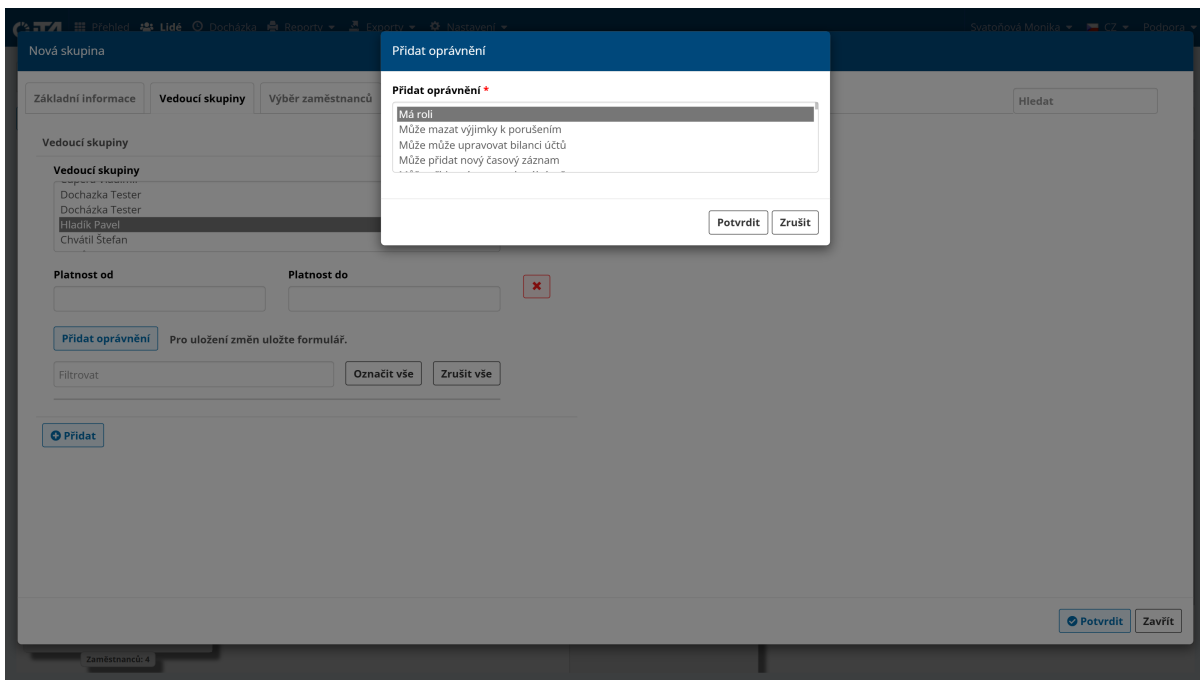 Přehled Lidé Docházka Reporty Exporty Nastavení Svatoňová Monika CZ Podpora
Nová skupina
Přidat oprávnění
Základní informace Vedoucí skupiny Výběr zaměstnanců
Hledat
Přidat oprávnění *
Má roli
Může mazat výjimky k porušením
Může může upravovat bilanci účtů
Může přidat nový časový záznam
Potvrdit Zrušit
Vedoucí skupiny
Vedoucí skupiny
Dochazka Tester
Docházka Tester
Hladík Pavel
Chvátil Štefan
Platnost od Platnost do
Přidat oprávnění Pro uložení změn uložte formulář.
Filtrovat Označit vše Zrušit vše
Přidat
Potvrdit Zavřít
Zaměstnanců: 4